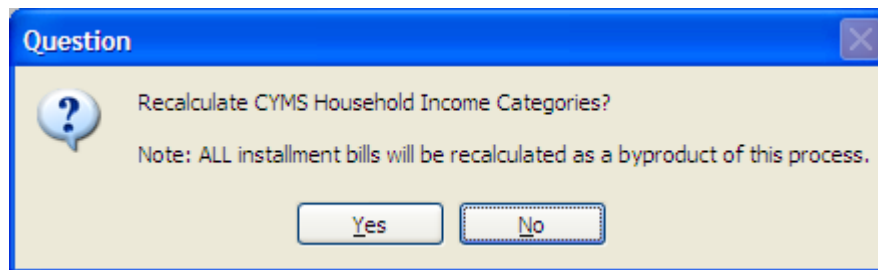 Question
Recalculate CYMS Household Income Categories?
Note: ALL installment bills will be recalculated as a byproduct of this process.
Yes No